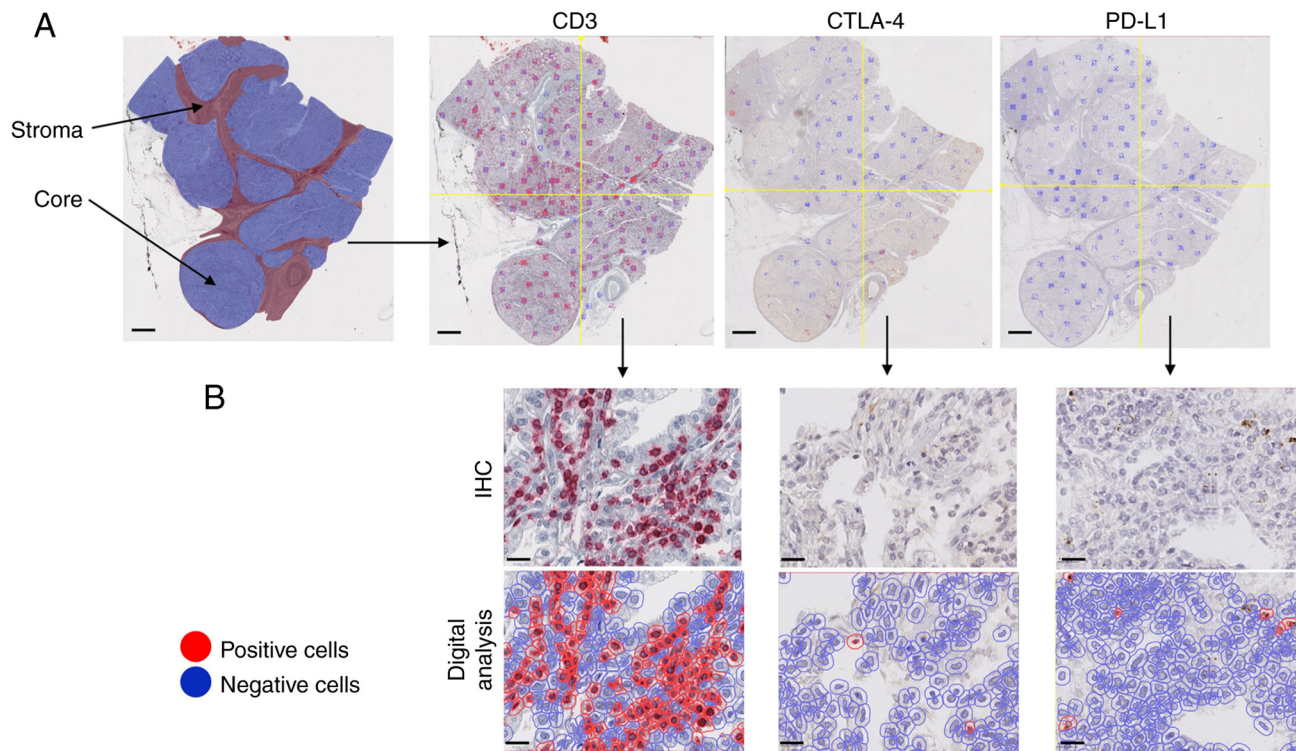 A
CD3
CTLA-4
PD-L1
Stroma
Core
B
IHC
Digital
analysis
Positive cells
Negative cells